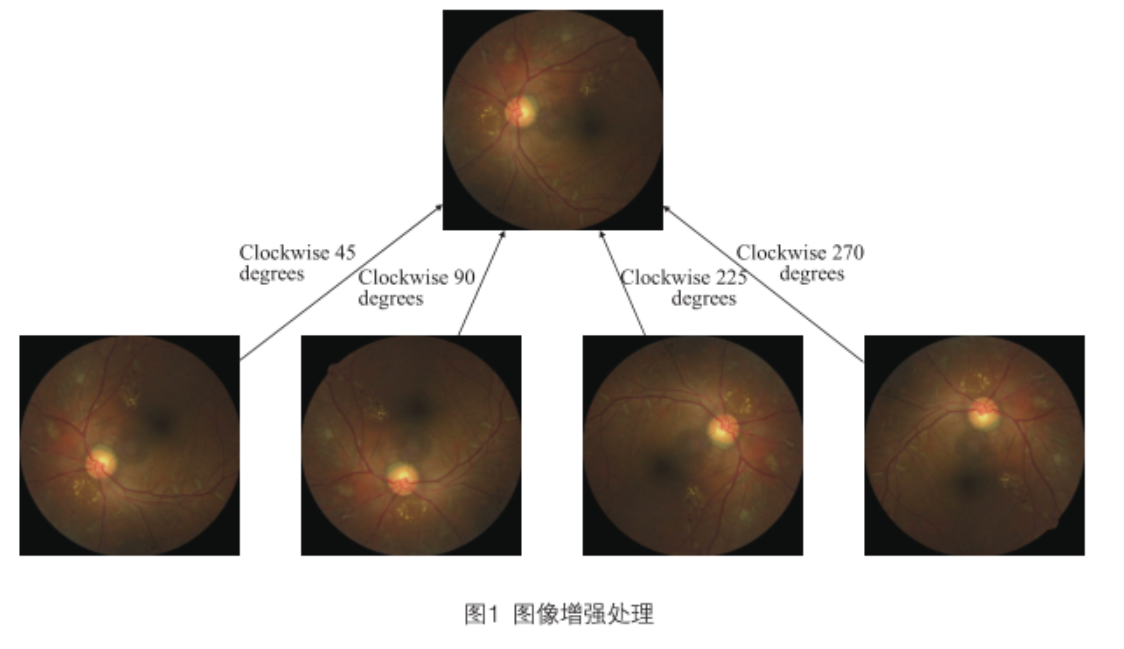 Clockwise 45
degrees
Clockwise 90
degrees
Clockwise 225
degrees
Clockwise 270
degrees
图1 图像增强处理